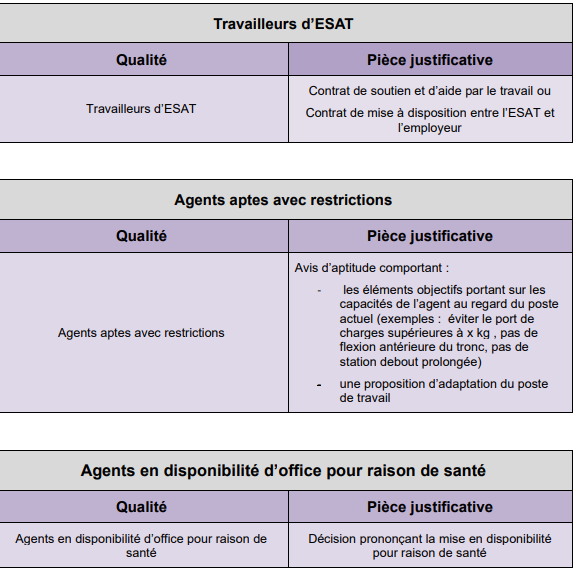 Travailleurs d'ESAT
Qualité
Pièce justificative
Travailleurs d'ESAT
Contrat de soutien et d'aide par le travail ou
Contrat de mise à disposition entre l'ESAT et
l'employeur
Agents aptes avec restrictions
Qualité
Pièce justificative
Agents aptes avec restrictions
Avis d'aptitude comportant :
- les éléments objectifs portant sur les
capacités de l'agent au regard du poste
actuel (exemples : éviter le port de
charges supérieures à x kg , pas de
flexion antérieure du tronc, pas de
station debout prolongée)
- une proposition d'adaptation du poste
de travail
Agents en disponibilité d'office pour raison de santé
Qualité
Pièce justificative
Agents en disponibilité d'office pour raison de
santé
Décision prononçant la mise en disponibilité
pour raison de santé